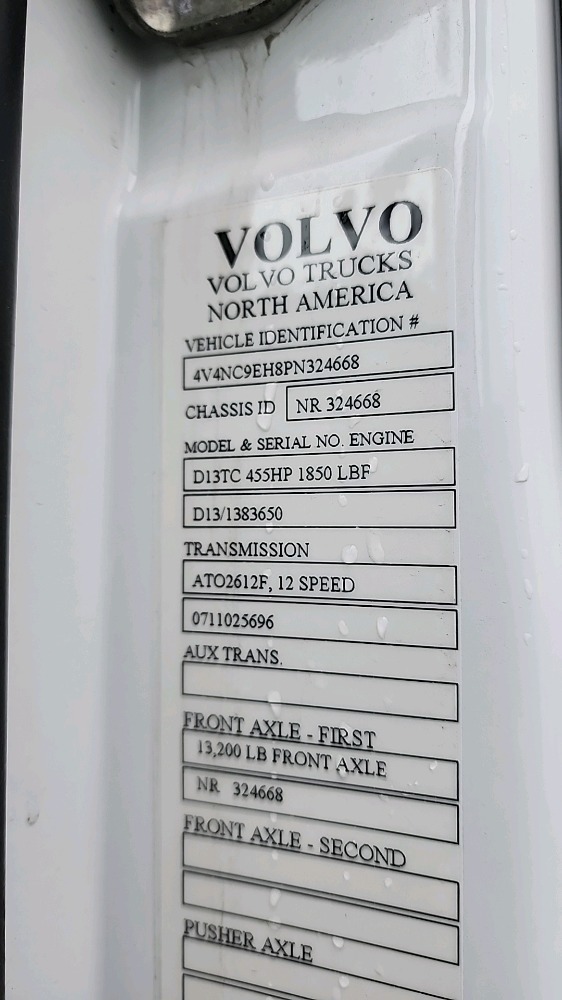 VOLVO
VOLVO TRUCKS
NORTH AMERICA
VEHICLE IDENTIFICATION #
4V4NC9EH8PN324668
CHASSIS ID NR 324668
MODEL & SERIAL NO. ENGINE
D13TC 455HP 1850 LBF
D13/1383650
TRANSMISSION
ATO2612F, 12 SPEED
0711025696
AUX TRANS.
FRONT AXLE - FIRST
13,200 LB FRONT AXLE
NR 324668
FRONT AXLE - SECOND
PUSHER AXLE